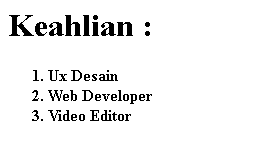 Keahlian :
1. Ux Desain
2. Web Developer
3. Video Editor